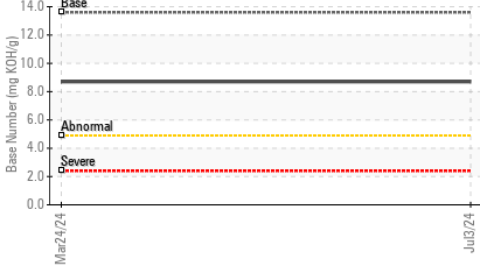 14.0
Base
12.0
10.0
8.0
6.0
Abnormal
4.0
Severe
2.0
0.0
Base Number (mg KOH/g)
Mar24/24
Jul3/24